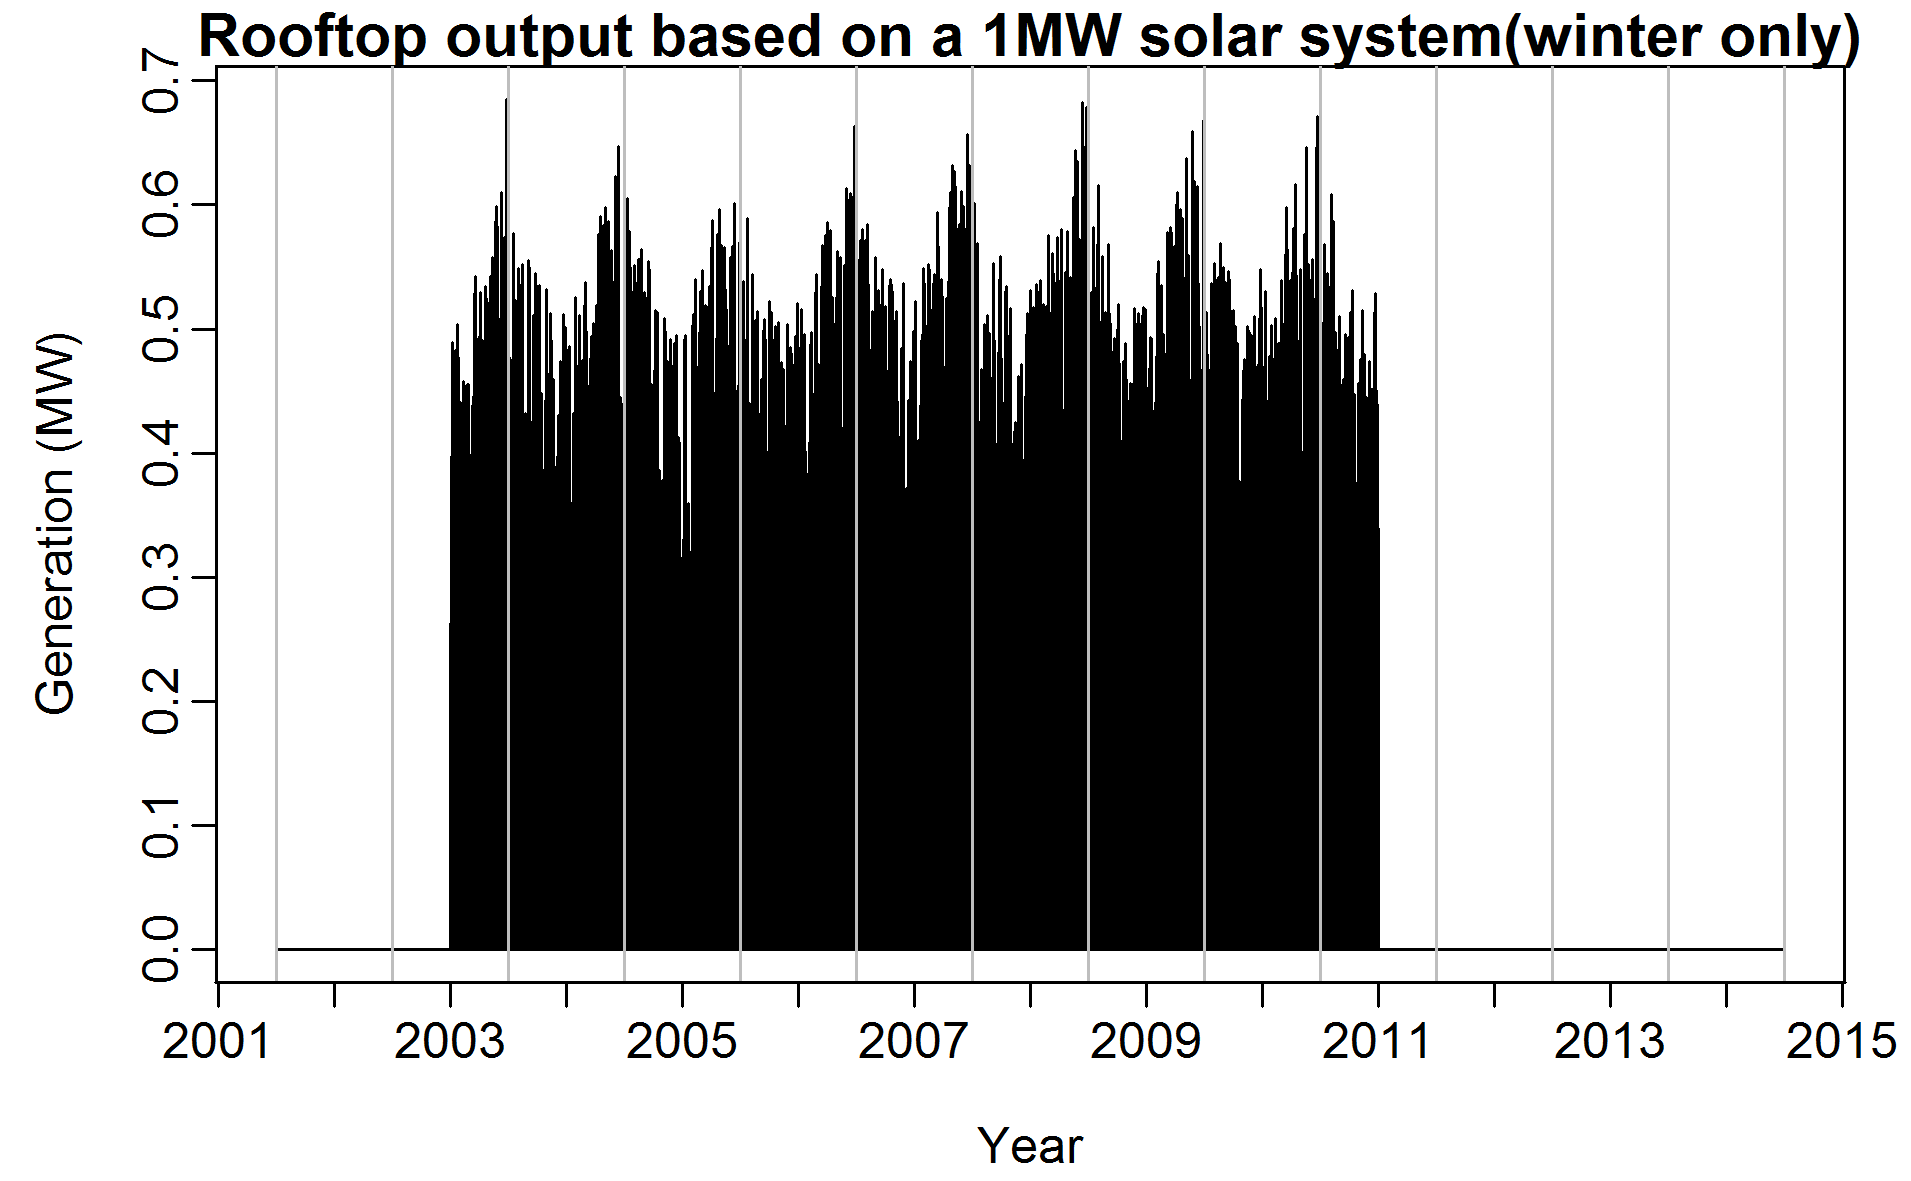 Rooftop output based on a 1MW solar system(winter only)
Generation (MW)
0.7
0.6
0.5
0.4
0.3
0.2
0.1
0.0
2001 2003 2005 2007 2009 2011 2013 2015
Year